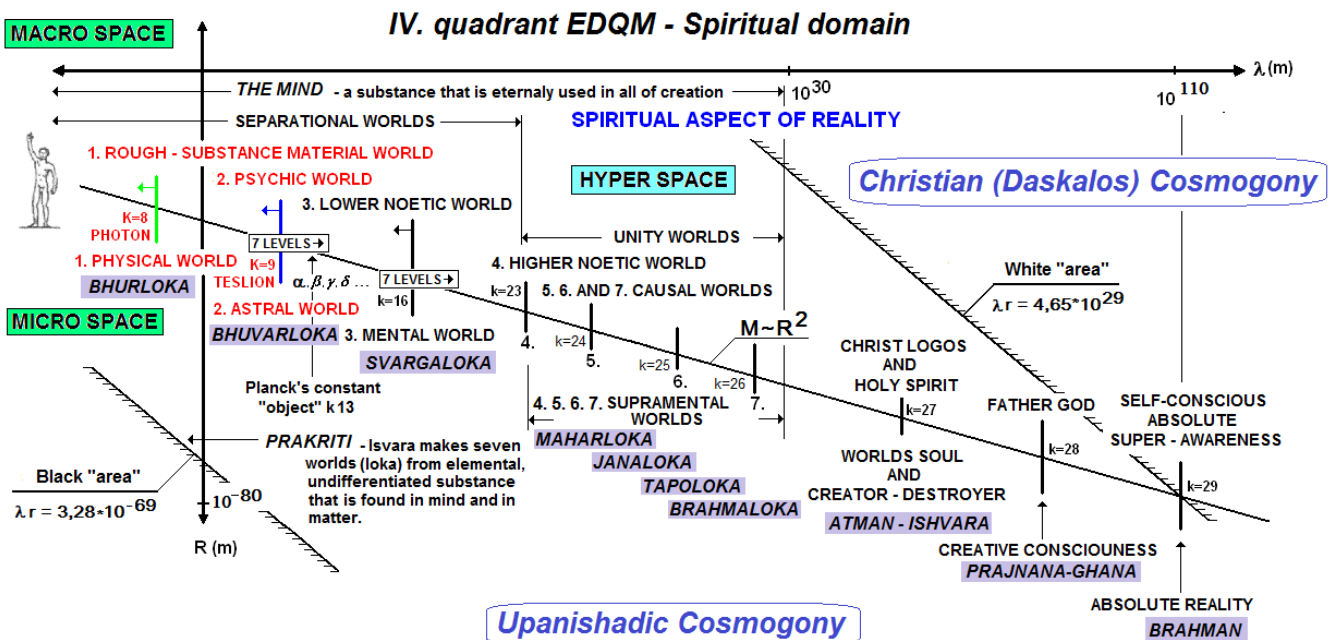 IV. quadrant EDQM - Spiritual domain
MACRO SPACE
λ (m)
THE MIND - a substance that is eternaly used in all of creation
10^30
10^110
SEPARATIONAL WORLDS
SPIRITUAL ASPECT OF REALITY
1. ROUGH - SUBSTANCE MATERIAL WORLD
2. PSYCHIC WORLD
HYPER SPACE
Christian (Daskalos) Cosmogony
3. LOWER NOETIC WORLD
K=8
PHOTON
7 LEVELS→
UNITY WORLDS
1. PHYSICAL WORLD
K=9
TESLION
α, β, γ, δ ...
7 LEVELS→
4. HIGHER NOETIC WORLD
White "area"
λ r = 4,65*10^29
BHURLOKA
k=16
k=23
5. 6. AND 7. CAUSAL WORLDS
MICRO SPACE
2. ASTRAL WORLD
BHUVARLOKA
3. MENTAL WORLD
SVARGALOKA
4.
k=24
5.
k=25
6.
k=26
7.
M~R^2
CHRIST LOGOS
AND
HOLY SPIRIT
k=27
Planck's constant
"object" k13
4. 5. 6. 7. SUPRAMENTAL
WORLDS
FATHER GOD
k=28
SELF-CONSCIOUS
ABSOLUTE
SUPER - AWARENESS
k=29
MAHARLOKA
JANALOKA
TAPOLOKA
BRAHMALOKA
PRAKRITI - Isvara makes seven
worlds (loka) from elemental,
undifferentiated substance
that is found in mind and in
matter.
WORLDS SOUL
AND
CREATOR - DESTROYER
ATMAN - ISHVARA
Black "area"
λ r = 3,28*10^-69
10^-80
R (m)
CREATIVE CONSCIOUNESS
PRAJNANA-GHANA
ABSOLUTE REALITY
BRAHMAN
Upanishadic Cosmogony